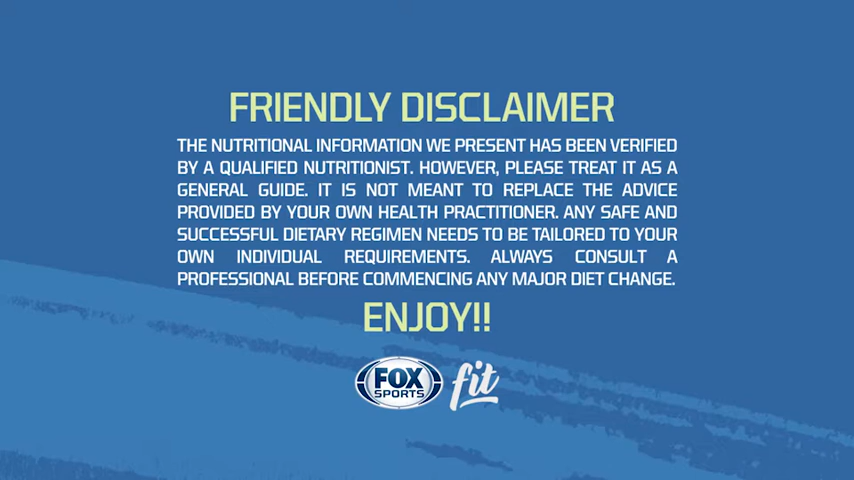 FRIENDLY DISCLAIMER
THE NUTRITIONAL INFORMATION WE PRESENT HAS BEEN VERIFIED
BY A QUALIFIED NUTRITIONIST. HOWEVER, PLEASE TREAT IT AS A
GENERAL GUIDE. IT IS NOT MEANT TO REPLACE THE ADVICE
PROVIDED BY YOUR OWN HEALTH PRACTITIONER. ANY SAFE AND
SUCCESSFUL DIETARY REGIMEN NEEDS TO BE TAILORED TO YOUR
OWN INDIVIDUAL REQUIREMENTS. ALWAYS CONSULT A
PROFESSIONAL BEFORE COMMENCING ANY MAJOR DIET CHANGE.
ENJOY!!
FOX SPORTS fit